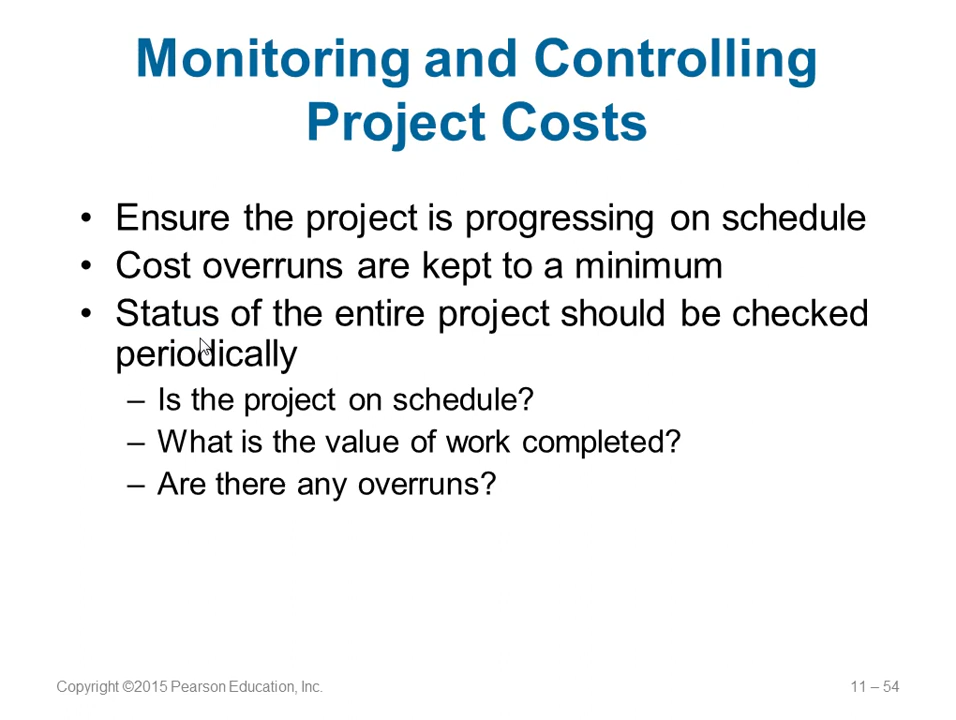 Monitoring and Controlling
Project Costs
• Ensure the project is progressing on schedule
• Cost overruns are kept to a minimum
• Status of the entire project should be checked
periodically
– Is the project on schedule?
– What is the value of work completed?
– Are there any overruns?
Copyright ©2015 Pearson Education, Inc.
11 – 54